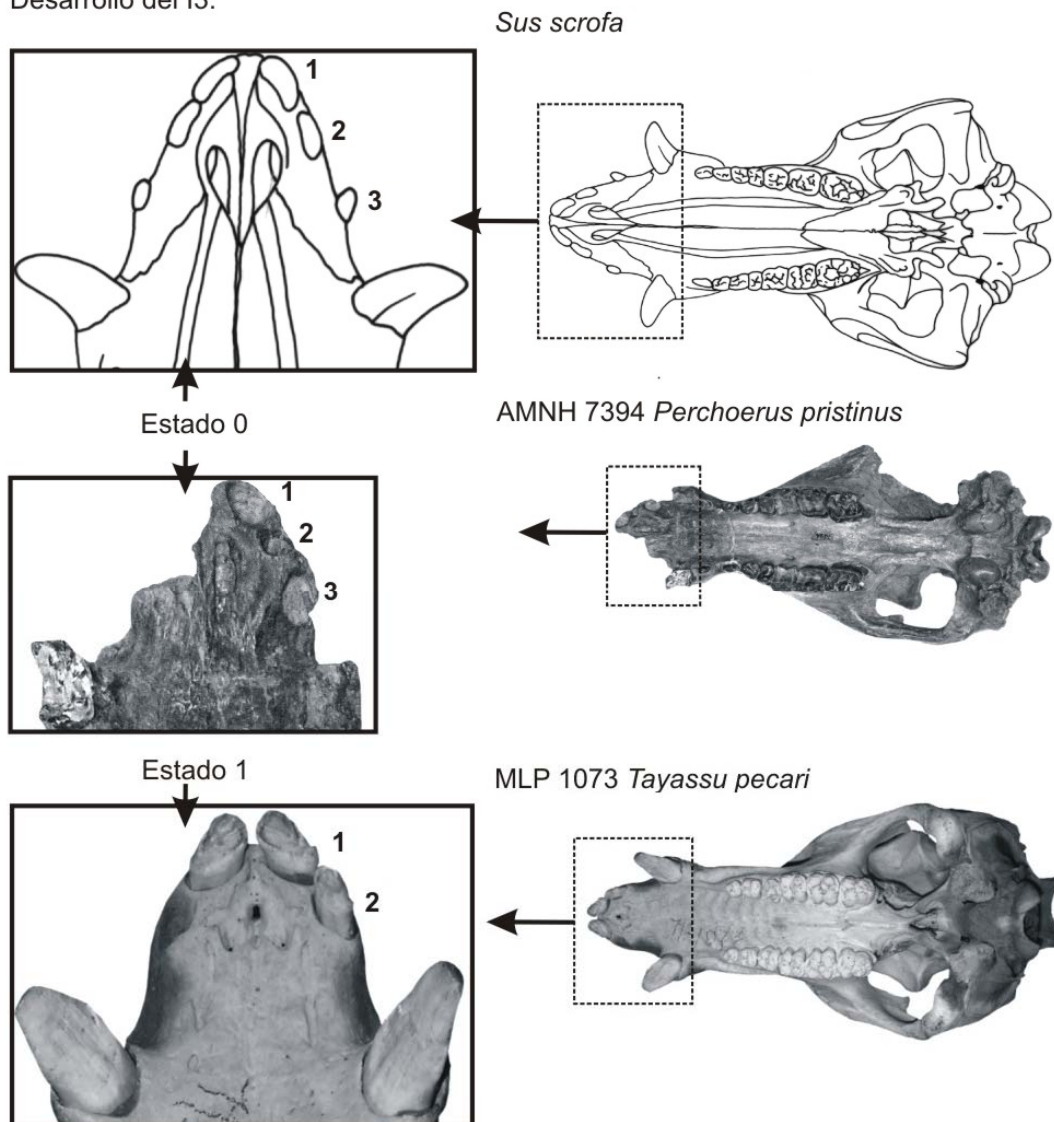 Desarrollo del I3.
Sus scrofa
1
2
3
Estado 0
AMNH 7394 Perchoerus pristinus
1
2
3
Estado 1
MLP 1073 Tayassu pecari
1
2